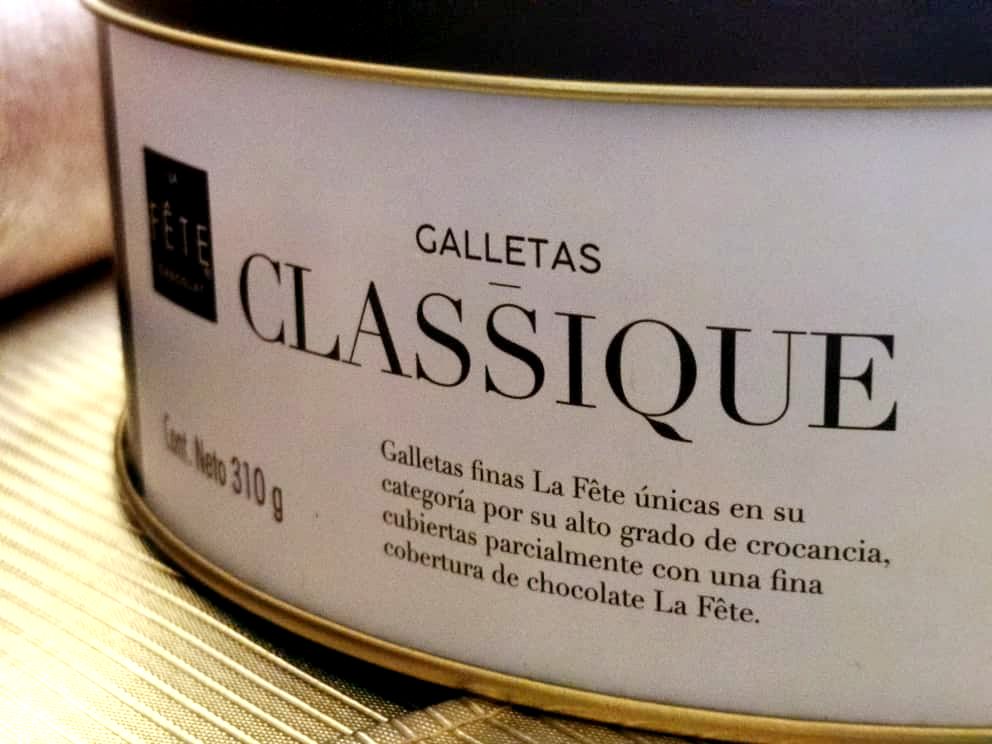 LA
FÊTE
CHOCOLAT
GALLETAS
CLASSIQUE
Cont. Neto 310 g
Galletas finas La Fête únicas en su
categoría por su alto grado de crocancia,
cubiertas parcialmente con una fina
cobertura de chocolate La Fête.